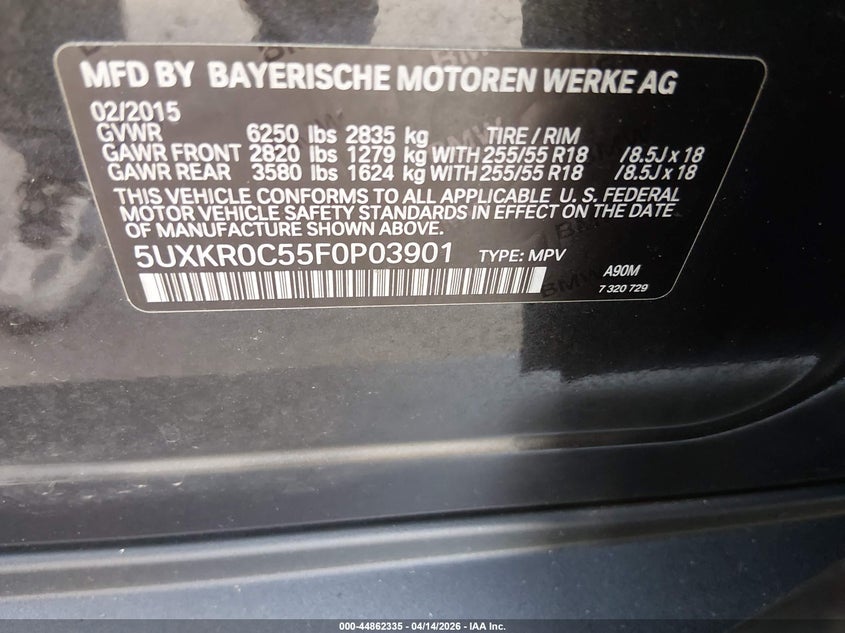 MFD BY BAYERISCHE MOTOREN WERKE AG
02/2015
GVWR 6250 lbs 2835 kg TIRE / RIM
GAWR FRONT 2820 lbs 1279 kg WITH 255/55 R18 /8.5J x 18
GAWR REAR 3580 lbs 1624 kg WITH 255/55 R18 /8.5J x 18
THIS VEHICLE CONFORMS TO ALL APPLICABLE U. S. FEDERAL
MOTOR VEHICLE SAFETY STANDARDS IN EFFECT ON THE DATE
OF MANUFACTURE SHOWN ABOVE.
5UXKR0C55F0P03901 TYPE: MPV
A90M
7 320 729
000-44862335 - 04/14/2026 - IAA Inc.